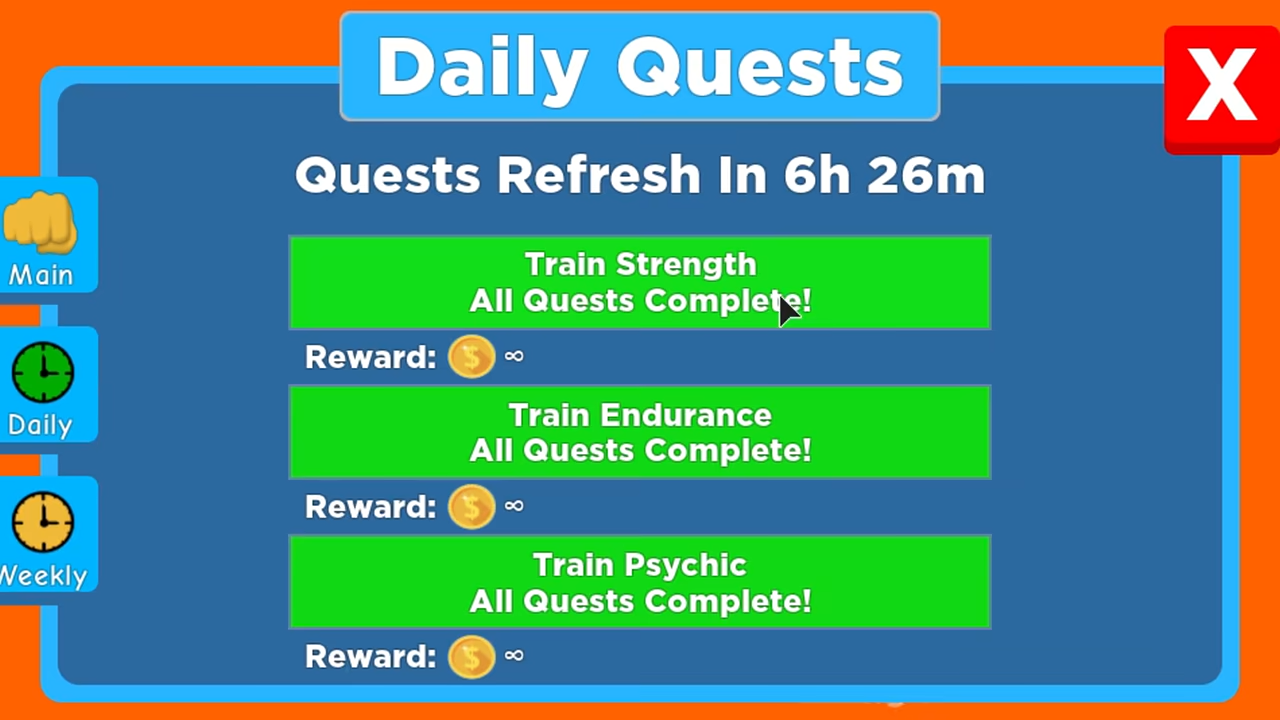 Daily Quests
X
Quests Refresh In 6h 26m
Main
Daily
Weekly
Train Strength
All Quests Complete!
Reward: $ ∞
Train Endurance
All Quests Complete!
Reward: $ ∞
Train Psychic
All Quests Complete!
Reward: $ ∞